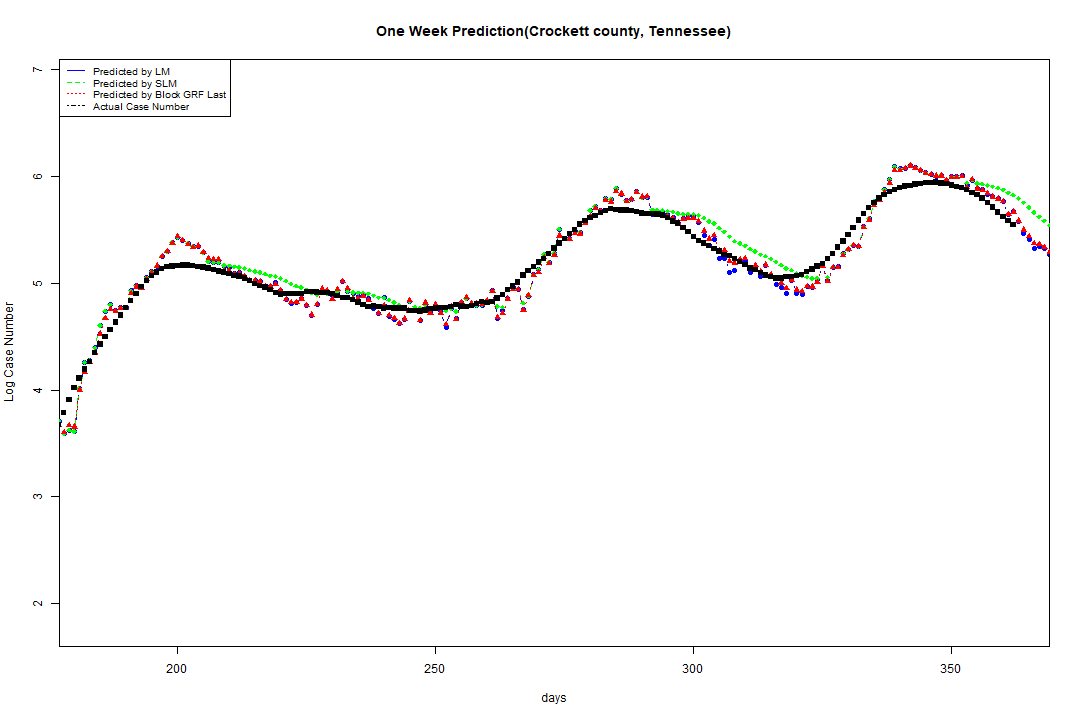 One Week Prediction(Crockett county, Tennessee)
Predicted by LM
Predicted by SLM
Predicted by Block GRF Last
Actual Case Number
7
6
5
4
3
2
Log Case Number
200
250
300
350
days